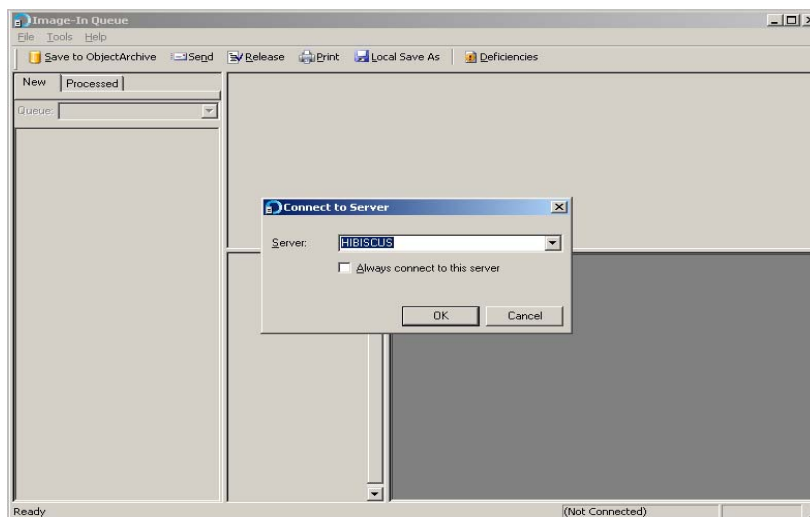 Image-In Queue
File Tools Help
Save to ObjectArchive Send Release Print Local Save As Deficiencies
New Processed
Queue:
Connect to Server
Server: HIBISCUS
Always connect to this server
OK Cancel
Ready (Not Connected)